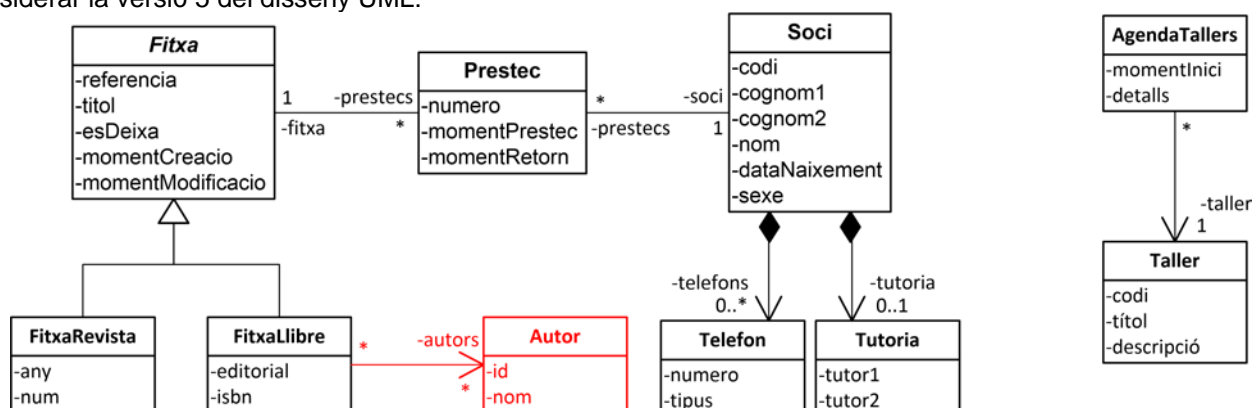 siderar la versió 5 del disseny UML.
Fitxa
-referencia
-titol
-esDeixa
-momentCreacio
-momentModificacio
1
-prestecs
-fitxa
*
Prestec
-numero
-momentPrestec
-momentRetorn
*
-soci
-prestecs
1
Soci
-codi
-cognom1
-cognom2
-nom
-dataNaixement
-sexe
AgendaTallers
-momentInici
-detalls
*
-taller
1
Taller
-codi
-títol
-descripció
-telefons
0..*
-tutoria
0..1
FitxaRevista
-any
-num
FitxaLlibre
-editorial
-isbn
*
-autors
*
Autor
-id
-nom
Telefon
-numero
-tipus
Tutoria
-tutor1
-tutor2